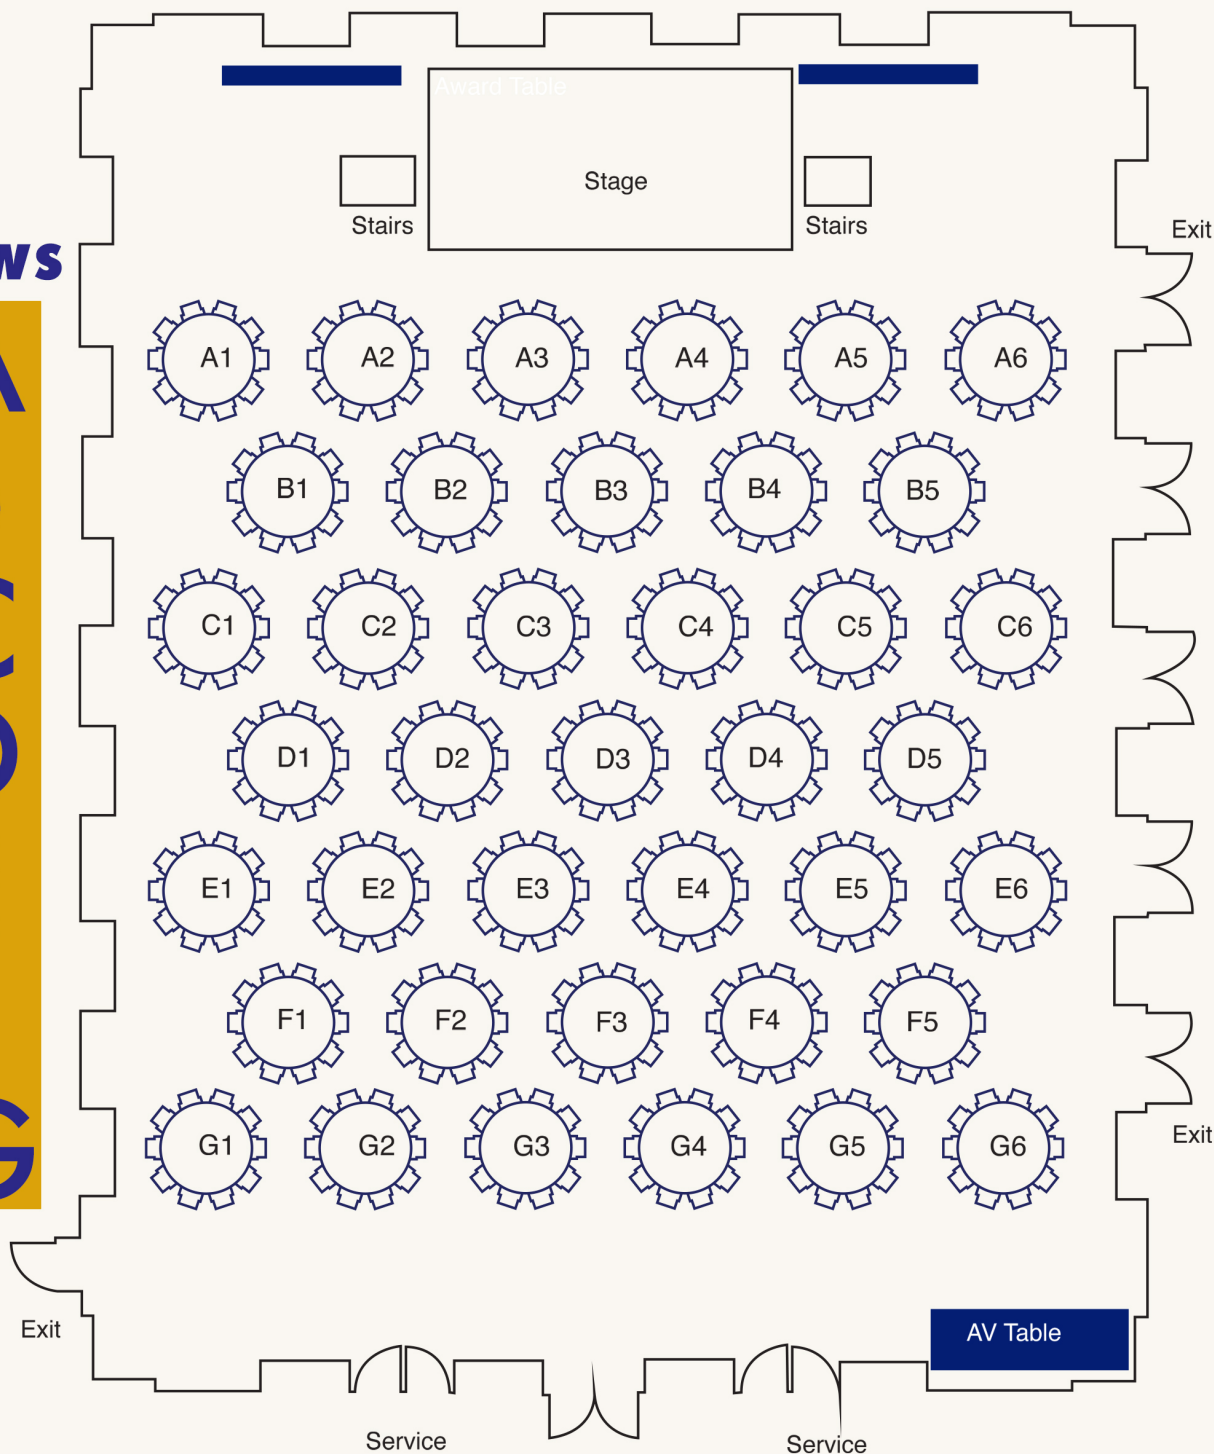 Award Table
Stage
Stairs
Stairs
Exit
ws
A
A1 A2 A3 A4 A5 A6
B1 B2 B3 B4 B5
C
C1 C2 C3 C4 C5 C6
D
D1 D2 D3 D4 D5
E1 E2 E3 E4 E5 E6
F1 F2 F3 F4 F5
G
G1 G2 G3 G4 G5 G6
Exit
Exit
AV Table
Service
Service